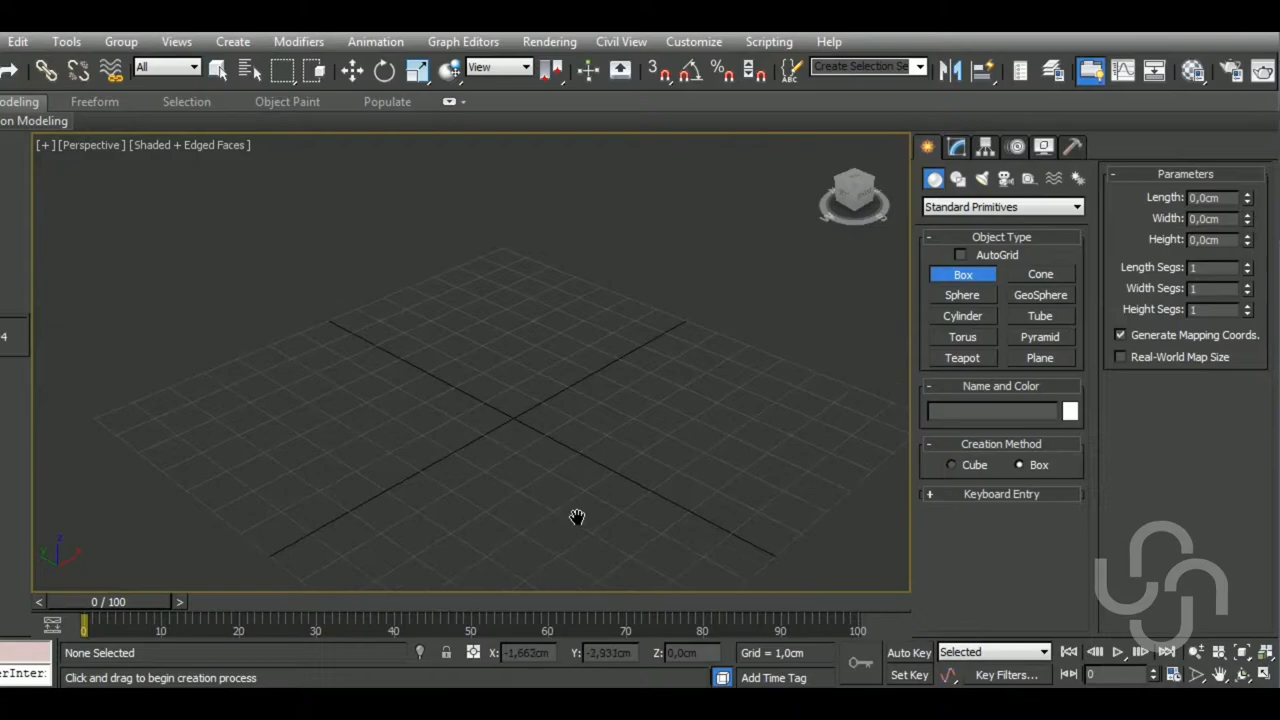 Edit Tools Group Views Create Modifiers Animation Graph Editors Rendering Civil View Customize Scripting Help
All View Create Selection Se
3 ABC
odeling Freeform Selection Object Paint Populate
on Modeling
[+][Perspective][Shaded + Edged Faces]
Standard Primitives
Object Type
AutoGrid
Box Cone
Sphere GeoSphere
Cylinder Tube
Torus Pyramid
Teapot Plane
Name and Color
Creation Method
Cube Box
Keyboard Entry
Parameters
Length: 0,0cm
Width: 0,0cm
Height: 0,0cm
Length Segs: 1
Width Segs: 1
Height Segs: 1
Generate Mapping Coords.
Real-World Map Size
4
z
y x
< 0 / 100 >
0 10 20 30 40 50 60 70 80 90 100
None Selected X: -1,662cm Y: -2,931cm Z: 0,0cm Grid = 1,0cm Auto Key Selected
erInter: Click and drag to begin creation process Add Time Tag Set Key Key Filters... 0